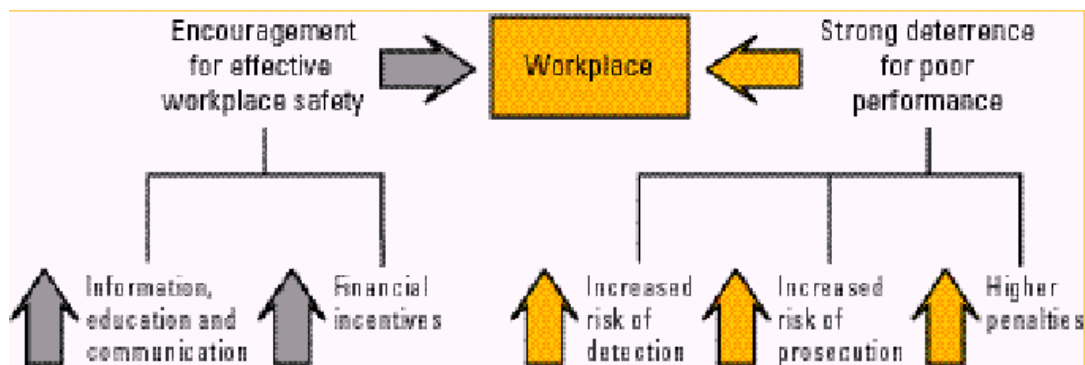 Encouragement
for effective
workplace safety
Workplace
Strong deterrence
for poor
performance
Information,
education and
communication
Financial
incentives
Increased
risk of
detection
Increased
risk of
prosecution
Higher
penalties